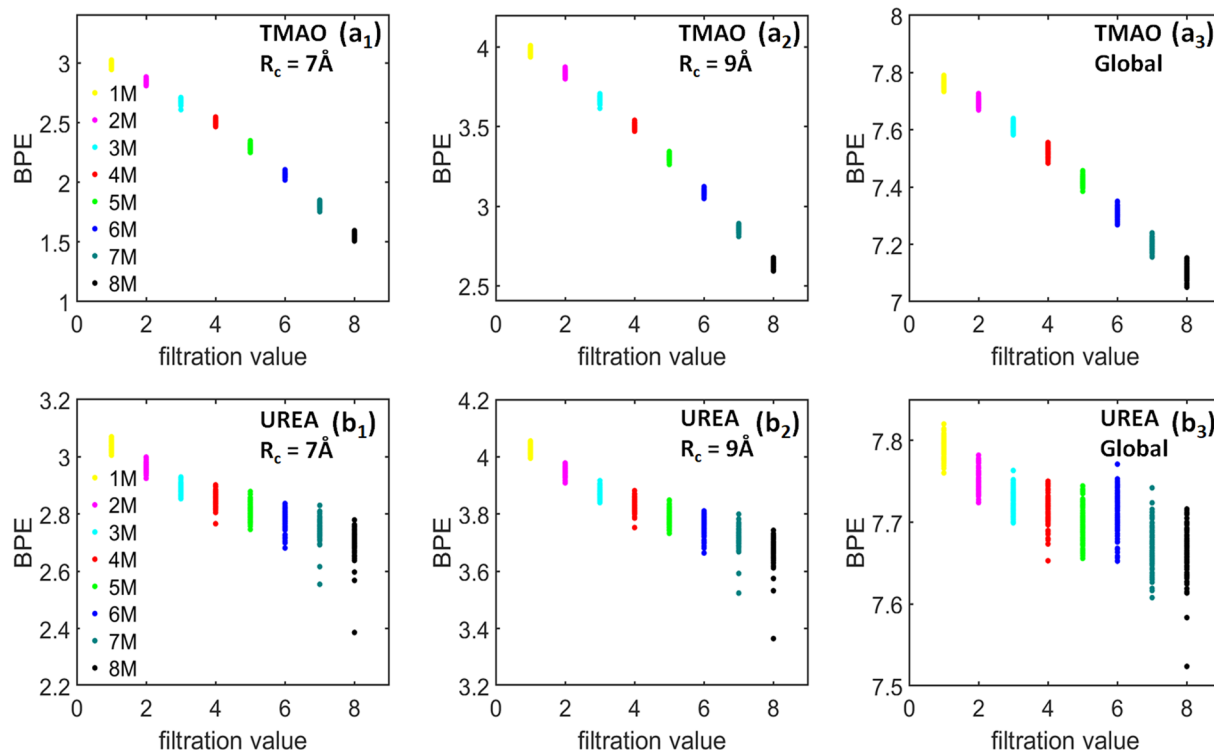 TMAO (a₁)
R_c = 7Å
BPE
3
2.5
2
1.5
1
1M
2M
3M
4M
5M
6M
7M
8M
0 2 4 6 8
filtration value
TMAO (a₂)
R_c = 9Å
BPE
4
3.5
3
2.5
0 2 4 6 8
filtration value
TMAO (a₃)
Global
BPE
8
7.8
7.6
7.4
7.2
7
0 2 4 6 8
filtration value
UREA (b₁)
R_c = 7Å
BPE
3.2
3
2.8
2.6
2.4
2.2
1M
2M
3M
4M
5M
6M
7M
8M
0 2 4 6 8
filtration value
UREA (b₂)
R_c = 9Å
BPE
4.2
4
3.8
3.6
3.4
3.2
0 2 4 6 8
filtration value
UREA (b₃)
Global
BPE
7.8
7.7
7.6
7.5
0 2 4 6 8
filtration value